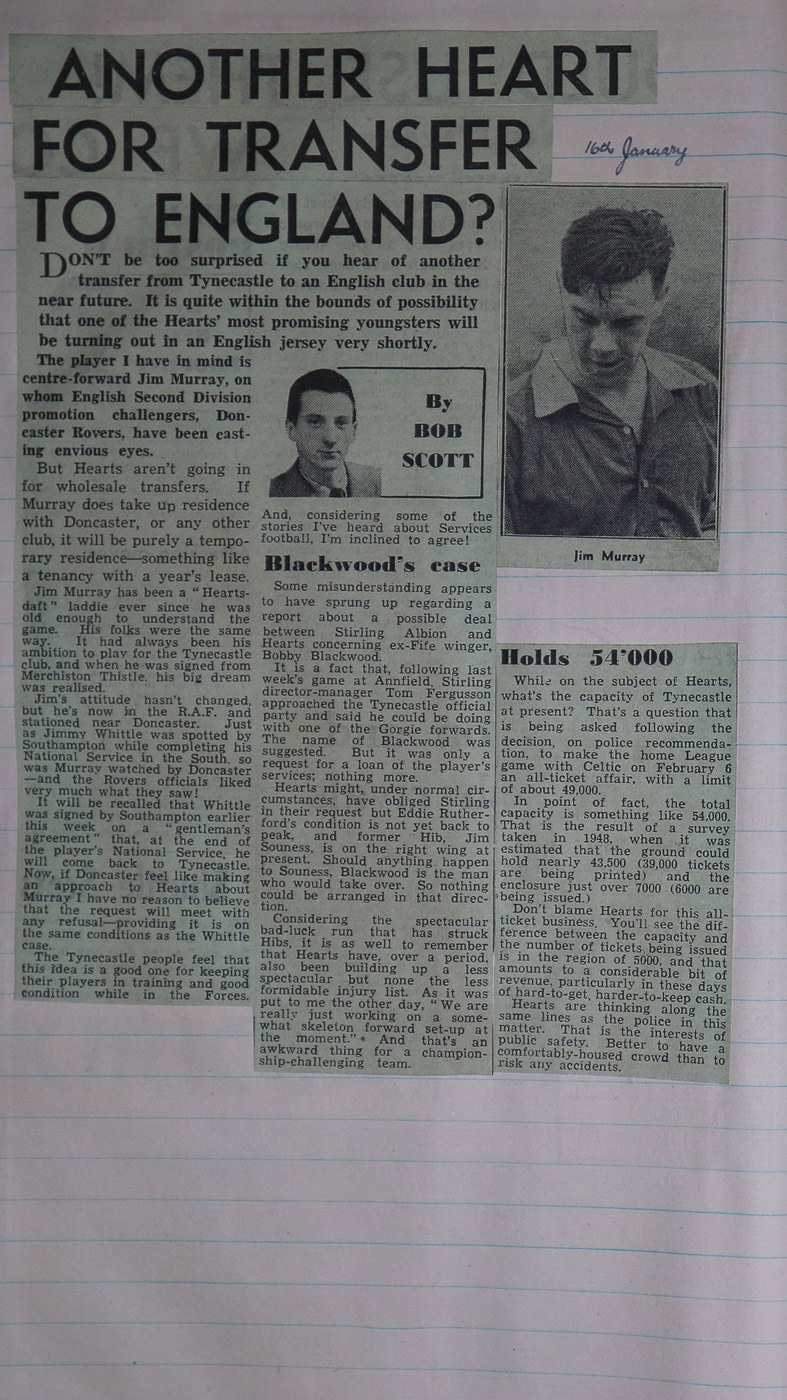 ANOTHER HEART
FOR TRANSFER
TO ENGLAND?
16th January
DON'T be too surprised if you hear of another
transfer from Tynecastle to an English club in the
near future. It is quite within the bounds of possibility
that one of the Hearts' most promising youngsters will
be turning out in an English jersey very shortly.
The player I have in mind is
centre-forward Jim Murray, on
whom English Second Division
promotion challengers, Don-
caster Rovers, have been cast-
ing envious eyes.
But Hearts aren't going in
for wholesale transfers. If
Murray does take up residence
with Doncaster, or any other
club, it will be purely a tempo-
rary residence—something like
a tenancy with a year's lease.
Jim Murray has been a "Hearts-
daft" laddie ever since he was
old enough to understand the
game. His folks were the same
way. It had always been his
ambition to play for the Tynecastle
club, and when he was signed from
Merchiston Thistle, his big dream
was realised.
Jim's attitude hasn't changed,
but he's now in the R.A.F. and
stationed near Doncaster. Just
as Jimmy Whittle was spotted by
Southampton while completing his
National Service in the South, so
was Murray watched by Doncaster
—and the Rovers officials liked
very much what they saw!
It will be recalled that Whittle
was signed by Southampton earlier
this week on a "gentleman's
agreement" that, at the end of
the player's National Service, he
will come back to Tynecastle.
Now, if Doncaster feel like making
an approach to Hearts about
Murray I have no reason to believe
that the request will meet with
any refusal—providing it is on
the same conditions as the Whittle
case.
The Tynecastle people feel that
this idea is a good one for keeping
their players in training and good
condition while in the Forces.
By
BOB
SCOTT
And, considering some of the
stories I've heard about Services
football, I'm inclined to agree!
Blackwood's case
Some misunderstanding appears
to have sprung up regarding a
report about a possible deal
between Stirling Albion and
Hearts concerning ex-Fife winger,
Bobby Blackwood.
It is a fact that, following last
week's game at Annfield, Stirling
director-manager Tom Fergusson
approached the Tynecastle official
party and said he could be doing
with one of the Gorgie forwards.
The name of Blackwood was
suggested. But it was only a
request for a loan of the player's
services; nothing more.
Hearts might, under normal cir-
cumstances, have obliged Stirling
in their request but Eddie Ruther-
ford's condition is not yet back to
peak, and former Hib, Jim
Souness, is on the right wing at
present. Should anything happen
to Souness, Blackwood is the man
who would take over. So nothing
could be arranged in that direc-
tion.
Considering the spectacular
bad-luck run that has struck
Hibs, it is as well to remember
that Hearts have, over a period,
also been building up a less
spectacular but none the less
formidable injury list. As it was
put to me the other day, "We are
really just working on a some-
what skeleton forward set-up at
the moment." And that's an
awkward thing for a champion-
ship-challenging team.
Jim Murray
Holds 54'000
While on the subject of Hearts,
what's the capacity of Tynecastle
at present? That's a question that
is being asked following the
decision, on police recommenda-
tion, to make the home League
game with Celtic on February 6
an all-ticket affair, with a limit
of about 49,000.
In point of fact, the total
capacity is something like 54,000.
That is the result of a survey
taken in 1948, when it was
estimated that the ground could
hold nearly 43,500 (39,000 tickets
are being printed) and the
enclosure just over 7000 (6000 are
being issued.)
Don't blame Hearts for this all-
ticket business. You'll see the dif-
ference between the capacity and
the number of tickets being issued
is in the region of 5000, and that
amounts to a considerable bit of
revenue, particularly in these days
of hard-to-get, harder-to-keep cash.
Hearts are thinking along the
same lines as the police in this
matter. That is the interests of
public safety. Better to have a
comfortably-housed crowd than to
risk any accidents.